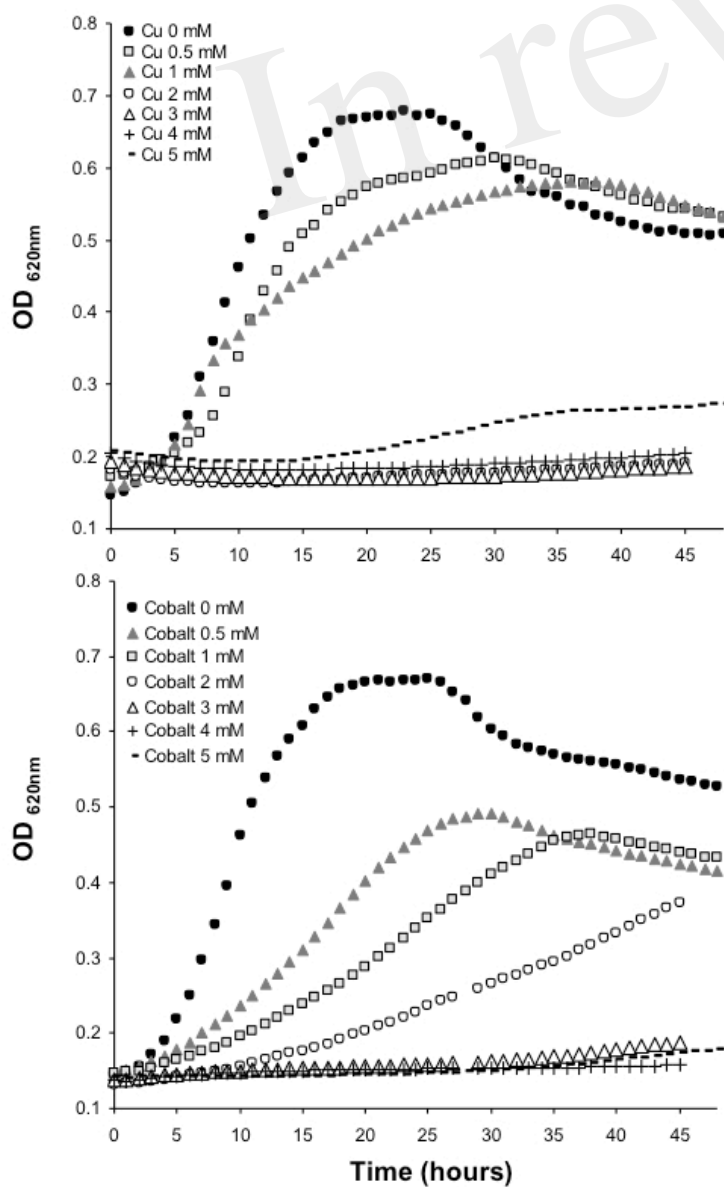 0.8
0.7
0.6
0.5
0.4
0.3
0.2
0.1
OD 620nm
Cu 0 mM
Cu 0.5 mM
Cu 1 mM
Cu 2 mM
Cu 3 mM
Cu 4 mM
Cu 5 mM
In re
0 5 10 15 20 25 30 35 40 45
0.8
0.7
0.6
0.5
0.4
0.3
0.2
0.1
OD 620nm
Cobalt 0 mM
Cobalt 0.5 mM
Cobalt 1 mM
Cobalt 2 mM
Cobalt 3 mM
Cobalt 4 mM
Cobalt 5 mM
0 5 10 15 20 25 30 35 40 45
Time (hours)